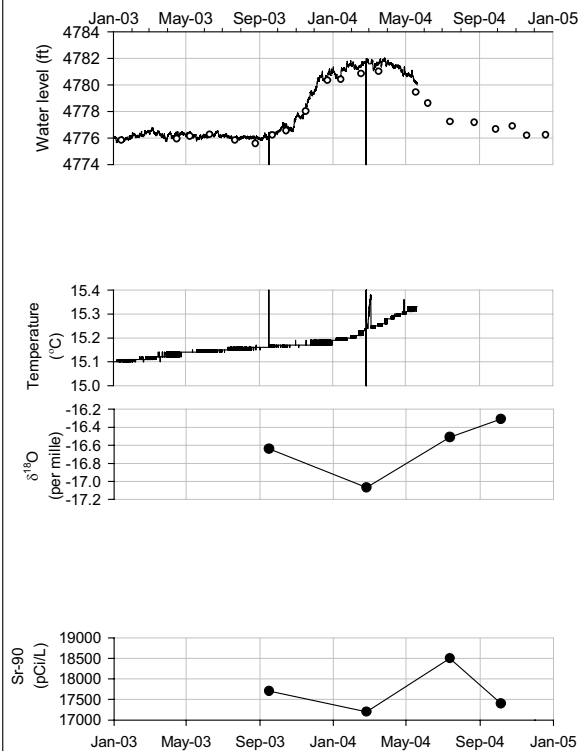 Jan-03 May-03 Sep-03 Jan-04 May-04 Sep-04 Jan-05
Water level (ft)
4784
4782
4780
4778
4776
4774
Temperature
(°C)
15.4
15.3
15.2
15.1
15.0
δ18O
(per mille)
-16.2
-16.4
-16.6
-16.8
-17.0
-17.2
Sr-90
(pCi/L)
19000
18500
18000
17500
17000
Jan-03 May-03 Sep-03 Jan-04 May-04 Sep-04 Jan-05